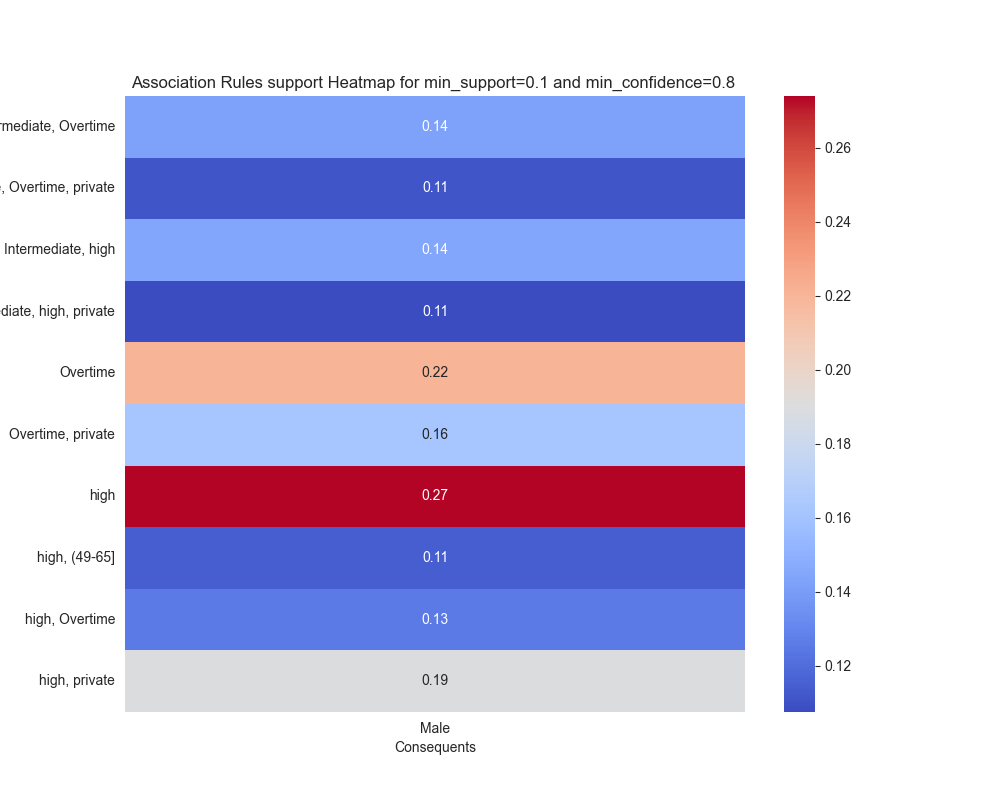 Association Rules support Heatmap for min_support=0.1 and min_confidence=0.8
rmediate, Overtime
0.14
, Overtime, private
0.11
Intermediate, high
0.14
diate, high, private
0.11
Overtime
0.22
Overtime, private
0.16
high
0.27
high, (49-65]
0.11
high, Overtime
0.13
high, private
0.19
Male
Consequents
0.26
0.24
0.22
0.20
0.18
0.16
0.14
0.12